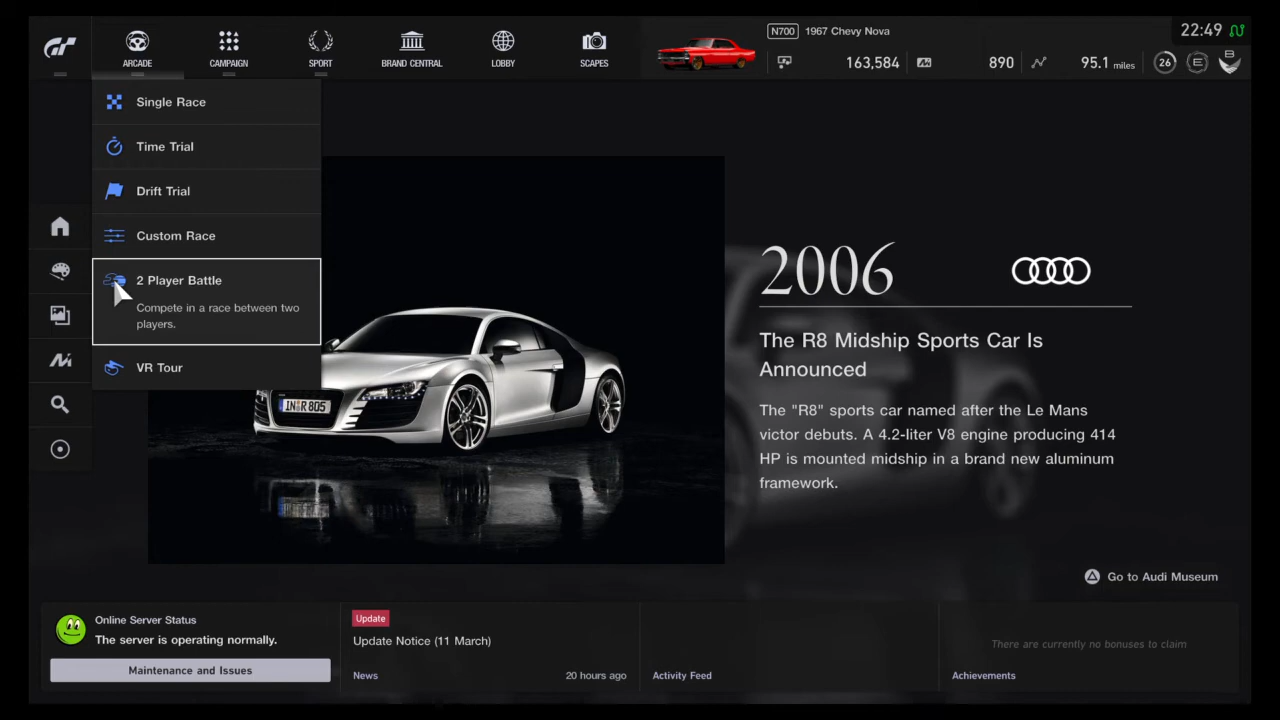 ARCADE
CAMPAIGN
SPORT
BRAND CENTRAL
LOBBY
SCAPES
N700 1967 Chevy Nova
163,584 890 95.1 miles
22:49
26 E B
Single Race
Time Trial
Drift Trial
Custom Race
2 Player Battle
Compete in a race between two
players.
VR Tour
IN R 805
2006
The R8 Midship Sports Car Is
Announced
The "R8" sports car named after the Le Mans
victor debuts. A 4.2-liter V8 engine producing 414
HP is mounted midship in a brand new aluminum
framework.
Go to Audi Museum
Online Server Status
The server is operating normally.
Maintenance and Issues
Update
Update Notice (11 March)
News 20 hours ago
Activity Feed
There are currently no bonuses to claim
Achievements